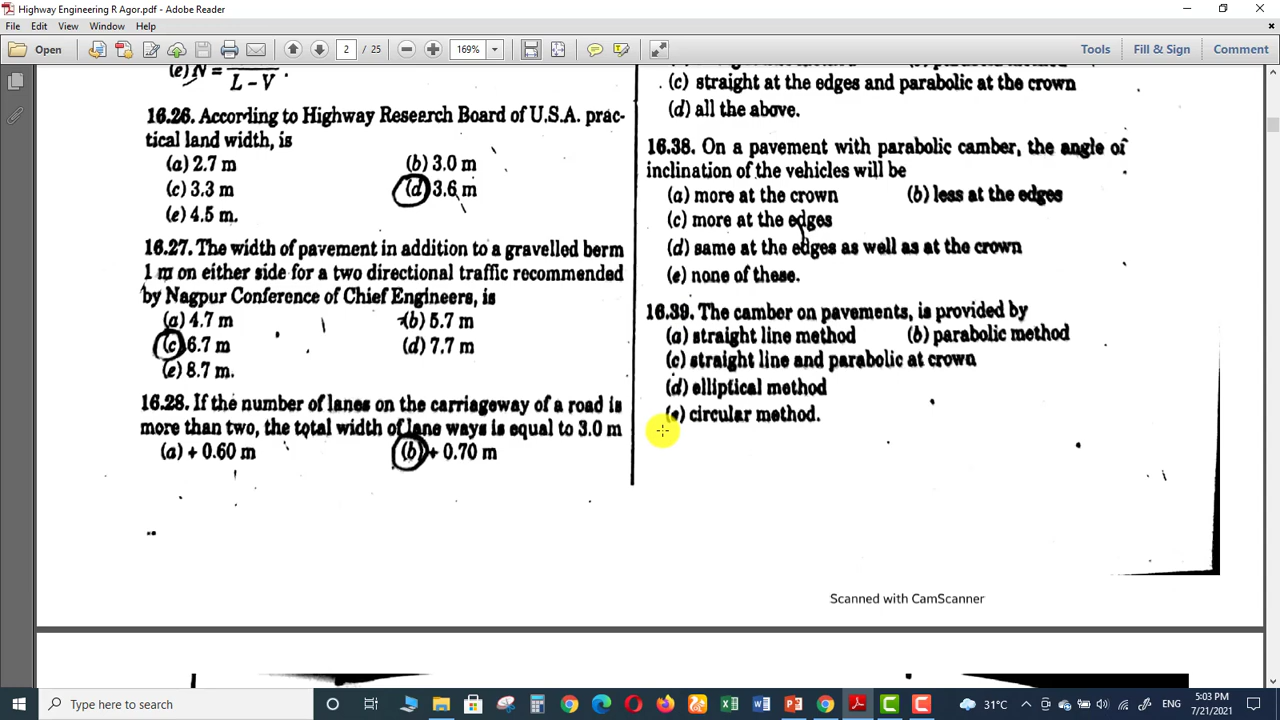 Highway Engineering R Agor.pdf - Adobe Reader
File Edit View Window Help
Open 2 / 25 169% Tools Fill & Sign Comment
(e) N = L – V .
16.26. According to Highway Research Board of U.S.A. prac-
tical land width, is
(a) 2.7 m (b) 3.0 m
(c) 3.3 m (d) 3.6 m
(e) 4.5 m.
16.27. The width of pavement in addition to a gravelled berm
1 m on either side for a two directional traffic recommended
by Nagpur Conference of Chief Engineers, is
(a) 4.7 m (b) 5.7 m
(c) 6.7 m (d) 7.7 m
(e) 8.7 m.
16.28. If the number of lanes on the carriageway of a road is
more than two, the total width of lane ways is equal to 3.0 m
(a) + 0.60 m (b) + 0.70 m
(c) straight at the edges and parabolic at the crown
(d) all the above.
16.38. On a pavement with parabolic camber, the angle of
inclination of the vehicles will be
(a) more at the crown (b) less at the edges
(c) more at the edges
(d) same at the edges as well as at the crown
(e) none of these.
16.39. The camber on pavements, is provided by
(a) straight line method (b) parabolic method
(c) straight line and parabolic at crown
(d) elliptical method
(e) circular method.
Scanned with CamScanner
Type here to search
31°C ENG
5:03 PM
7/21/2021